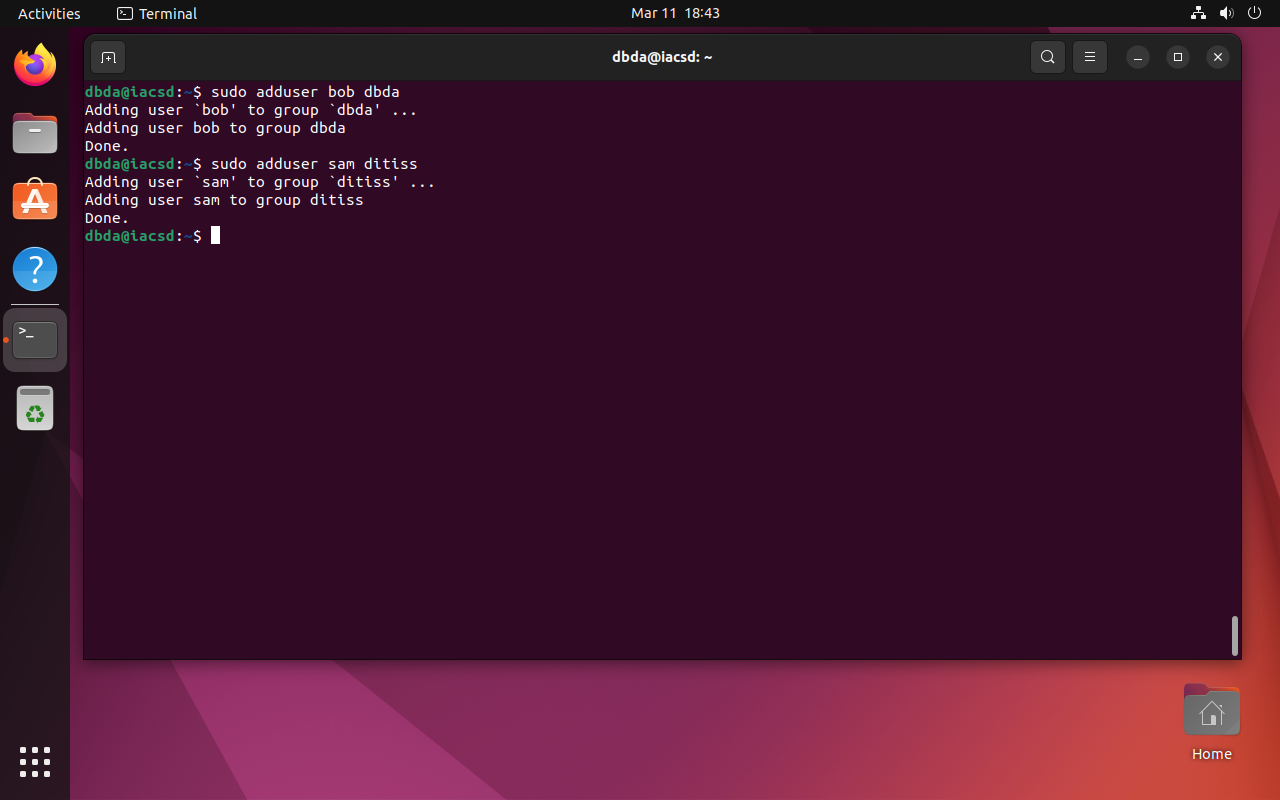 Activities
Terminal
Mar 11 18:43
dbda@iacsd: ~
dbda@iacsd:~$ sudo adduser bob dbda
Adding user `bob' to group `dbda' ...
Adding user bob to group dbda
Done.
dbda@iacsd:~$ sudo adduser sam ditiss
Adding user `sam' to group `ditiss' ...
Adding user sam to group ditiss
Done.
dbda@iacsd:~$
Home